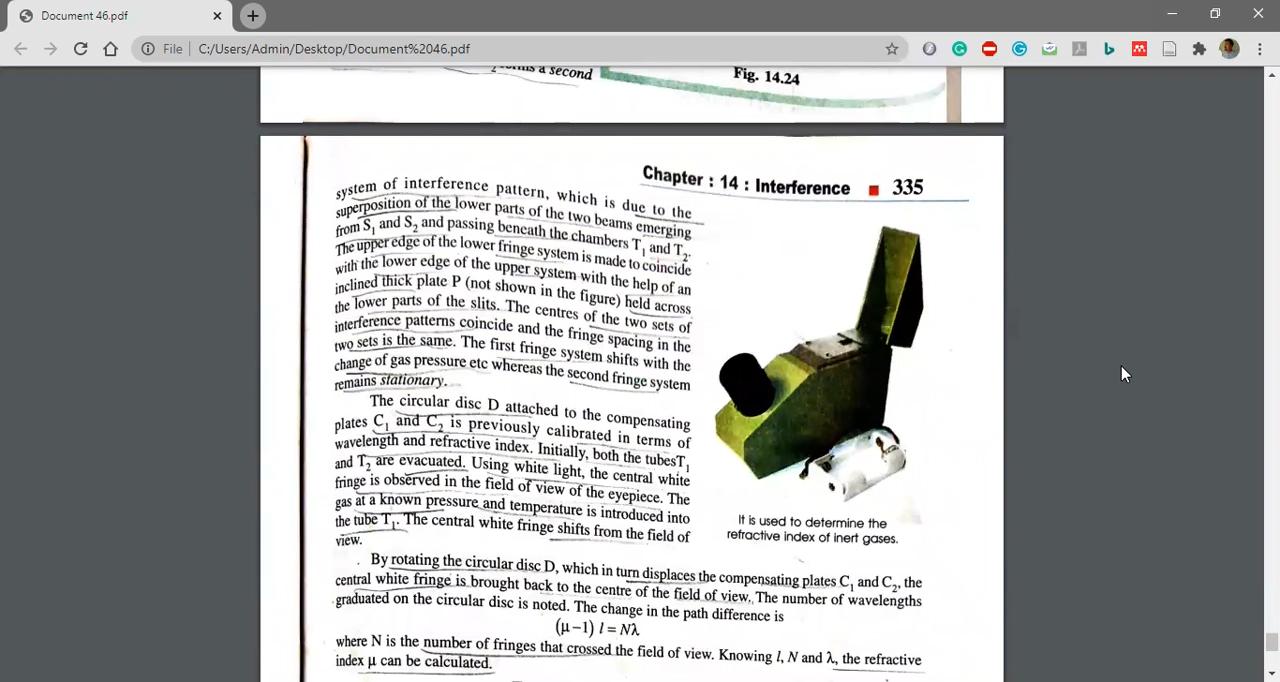 Document 46.pdf
File
C:/Users/Admin/Desktop/Document%2046.pdf
a second
Fig. 14.24
Chapter : 14 : Interference ■ 335
system of interference pattern, which is due to the
superposition of the lower parts of the two beams emerging
from S1 and S2 and passing beneath the chambers T1 and T2.
The upper edge of the lower fringe system is made to coincide
with the lower edge of the upper system with the help of an
inclined thick plate P (not shown in the figure) held across
the lower parts of the slits. The centres of the two sets of
interference patterns coincide and the fringe spacing in the
two sets is the same. The first fringe system shifts with the
change of gas pressure etc whereas the second fringe system
remains stationary.
The circular disc D attached to the compensating
plates C1 and C2 is previously calibrated in terms of
wavelength and refractive index. Initially, both the tubesT1
and T2 are evacuated. Using white light, the central white
fringe is observed in the field of view of the eyepiece. The
gas at a known pressure and temperature is introduced into
the tube T1. The central white fringe shifts from the field of
view.
It is used to determine the
refractive index of inert gases.
By rotating the circular disc D, which in turn displaces the compensating plates C1 and C2, the
central white fringe is brought back to the centre of the field of view. The number of wavelengths
graduated on the circular disc is noted. The change in the path difference is
(μ−1) l = Nλ
where N is the number of fringes that crossed the field of view. Knowing l, N and λ, the refractive
index μ can be calculated.